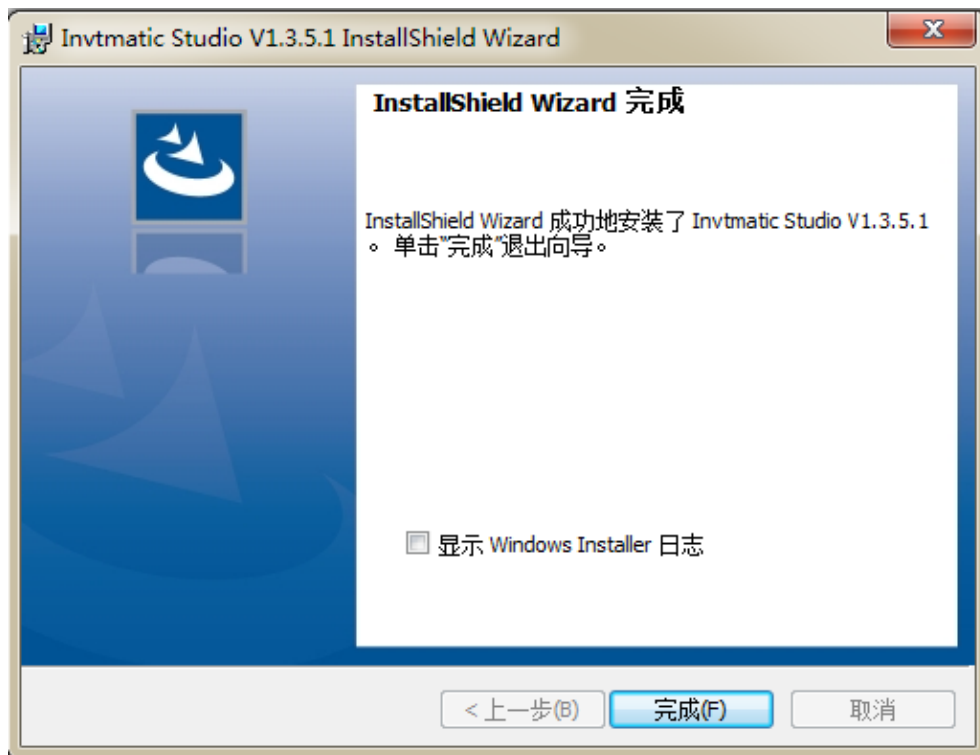 Invtmatic Studio V1.3.5.1 InstallShield Wizard
InstallShield Wizard 完成
InstallShield Wizard 成功地安装了 Invtmatic Studio V1.3.5.1
。单击“完成”退出向导。
显示 Windows Installer 日志
< 上一步(B)
完成(F)
取消